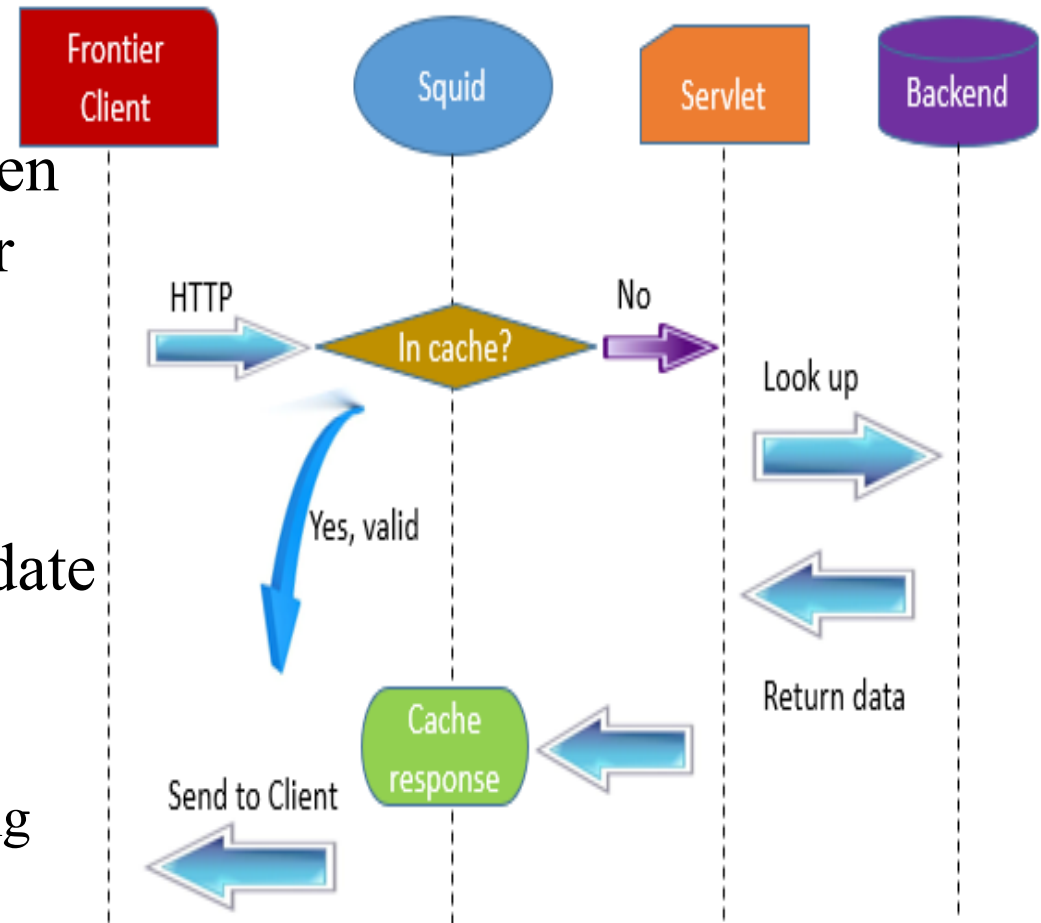 Frontier
Client
Squid
Servlet
Backend
en
r
HTTP
In cache?
No
Look up
Yes, valid
date
Return data
Cache
response
Send to Client
g